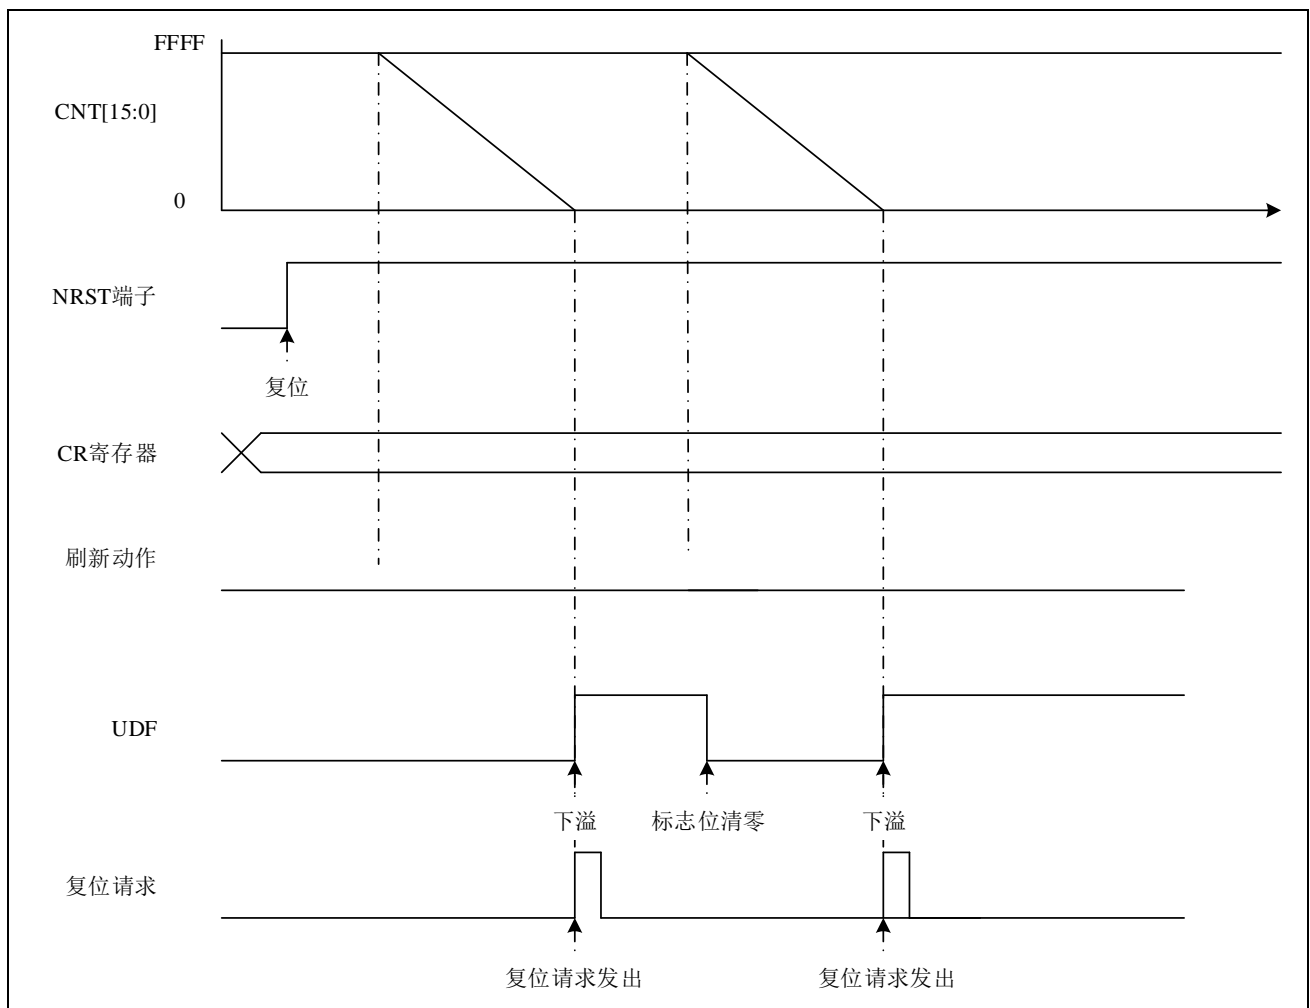 FFFF
CNT[15:0]
0
NRST端子
复位
CR寄存器
刷新动作
UDF
下溢 标志位清零 下溢
复位请求
复位请求发出 复位请求发出